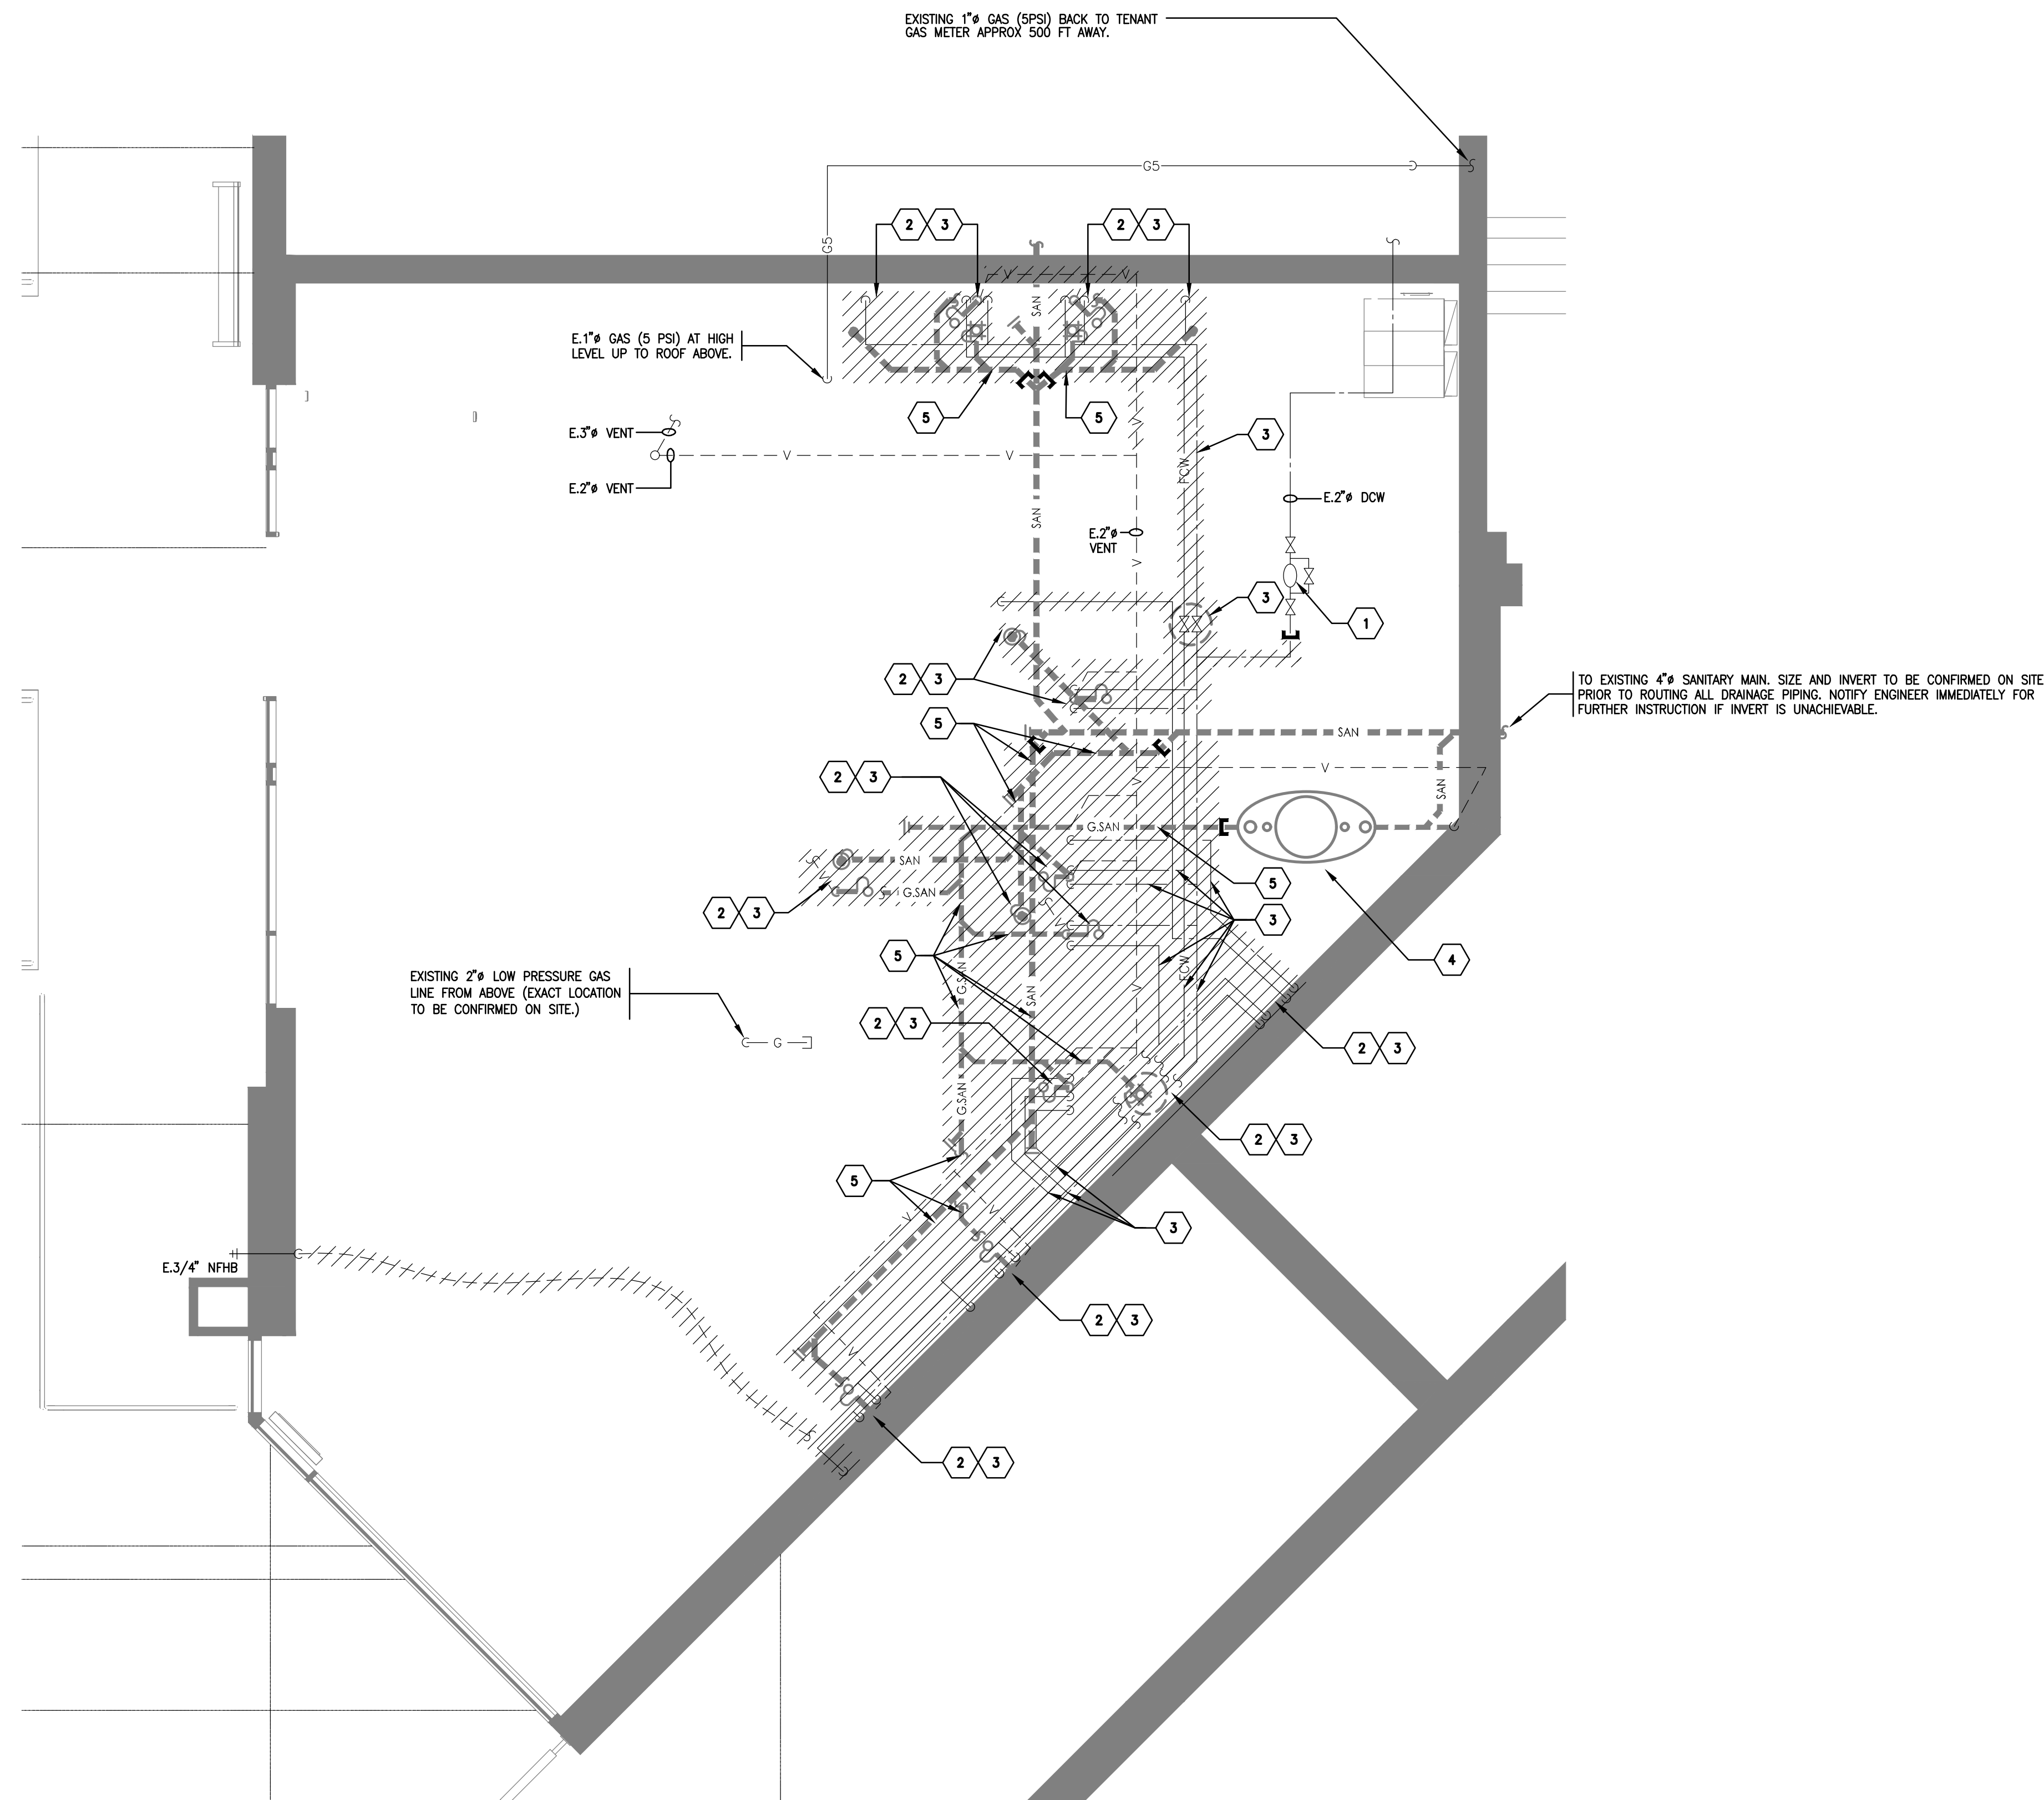 EXISTING 1"ø GAS (5PSI) BACK TO TENANT
GAS METER APPROX 500 FT AWAY.
G5
G5
2 3
2 3
V V
SAN
E.1"ø GAS (5 PSI) AT HIGH
LEVEL UP TO ROOF ABOVE.
5
5
V
3
E.3"ø VENT
V
V
FCW
E.2"ø VENT
E.2"ø DCW
SAN
E.2"ø
VENT
V
3
1
2 3
TO EXISTING 4"ø SANITARY MAIN. SIZE AND INVERT TO BE CONFIRMED ON SITE
PRIOR TO ROUTING ALL DRAINAGE PIPING. NOTIFY ENGINEER IMMEDIATELY FOR
FURTHER INSTRUCTION IF INVERT IS UNACHIEVABLE.
5
SAN
V
2 3
V
SAN
G.SAN
SAN
5
G.SAN
2 3
3
5
4
EXISTING 2"ø LOW PRESSURE GAS
LINE FROM ABOVE (EXACT LOCATION
TO BE CONFIRMED ON SITE.)
G.SAN
FCW
SAN
V
2 3
G
2 3
G.SAN
2 3
5
V
3
V
E.3/4" NFHB
2 3
V
2 3